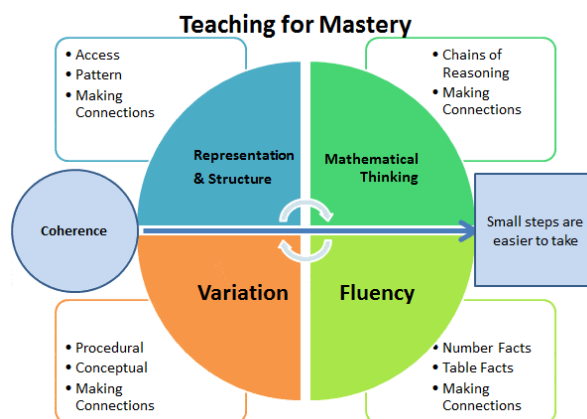 Teaching for Mastery
• Access
• Pattern
• Making
Connections
• Chains of
Reasoning
• Making
Connections
Representation
& Structure
Mathematical
Thinking
Coherence
Small steps are
easier to take
Variation
Fluency
• Procedural
• Conceptual
• Making
Connections
• Number Facts
• Table Facts
• Making
Connections